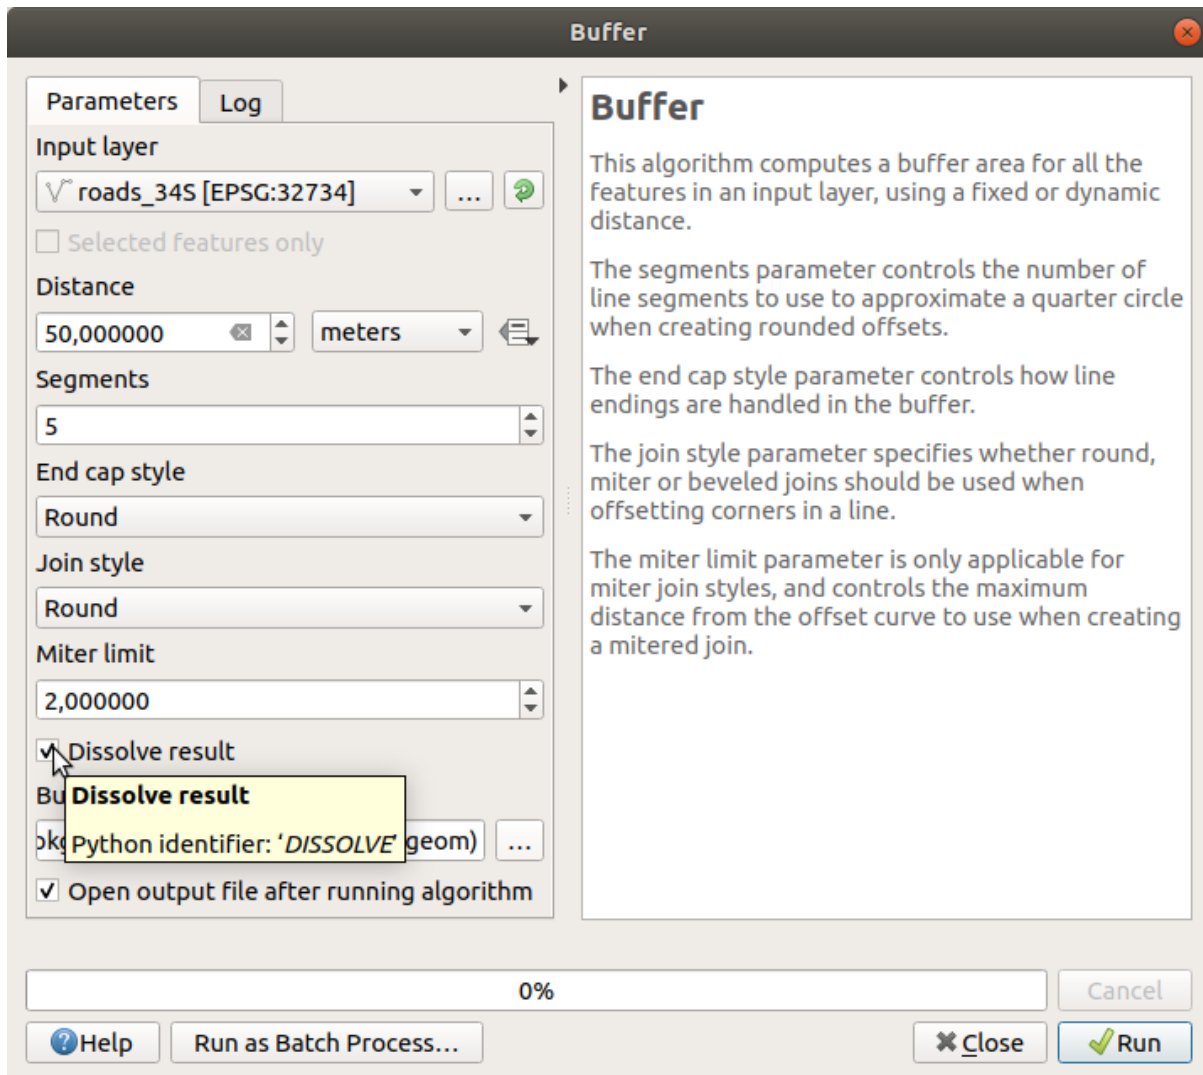 Buffer
Parameters
Log
Input layer
roads_34S [EPSG:32734]
...
Selected features only
Distance
50,000000
meters
Segments
5
End cap style
Round
Join style
Round
Miter limit
2,000000
Dissolve result
Dissolve result
Python identifier: ‘DISSOLVE’
geom)
...
Open output file after running algorithm
Buffer
This algorithm computes a buffer area for all the
features in an input layer, using a fixed or dynamic
distance.
The segments parameter controls the number of
line segments to use to approximate a quarter circle
when creating rounded offsets.
The end cap style parameter controls how line
endings are handled in the buffer.
The join style parameter specifies whether round,
miter or beveled joins should be used when
offsetting corners in a line.
The miter limit parameter is only applicable for
miter join styles, and controls the maximum
distance from the offset curve to use when creating
a mitered join.
0%
Cancel
Help
Run as Batch Process...
Close
Run